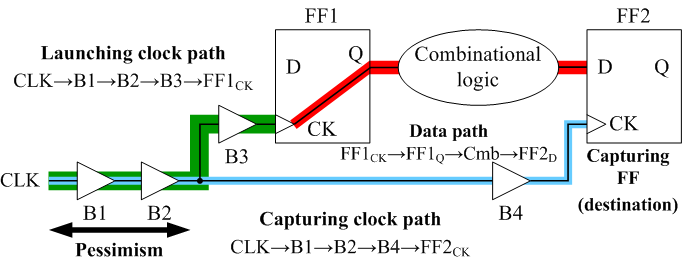 FF1
FF2
Launching clock path
CLK→B1→B2→B3→FF1CK
D
Q
Combinational
logic
D
Q
CK
CK
B3
Data path
FF1CK→FF1Q→Cmb→FF2D
Capturing
FF
(destination)
CLK
B1
B2
B4
Pessimism
Capturing clock path
CLK→B1→B2→B4→FF2CK